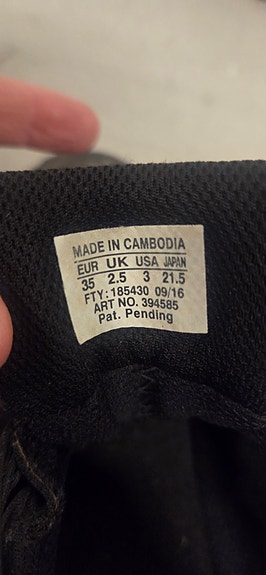 MADE IN CAMBODIA
EUR UK USA JAPAN
35 2.5 3 21.5
FTY: 185430 09/16
ART NO. 394585
Pat. Pending